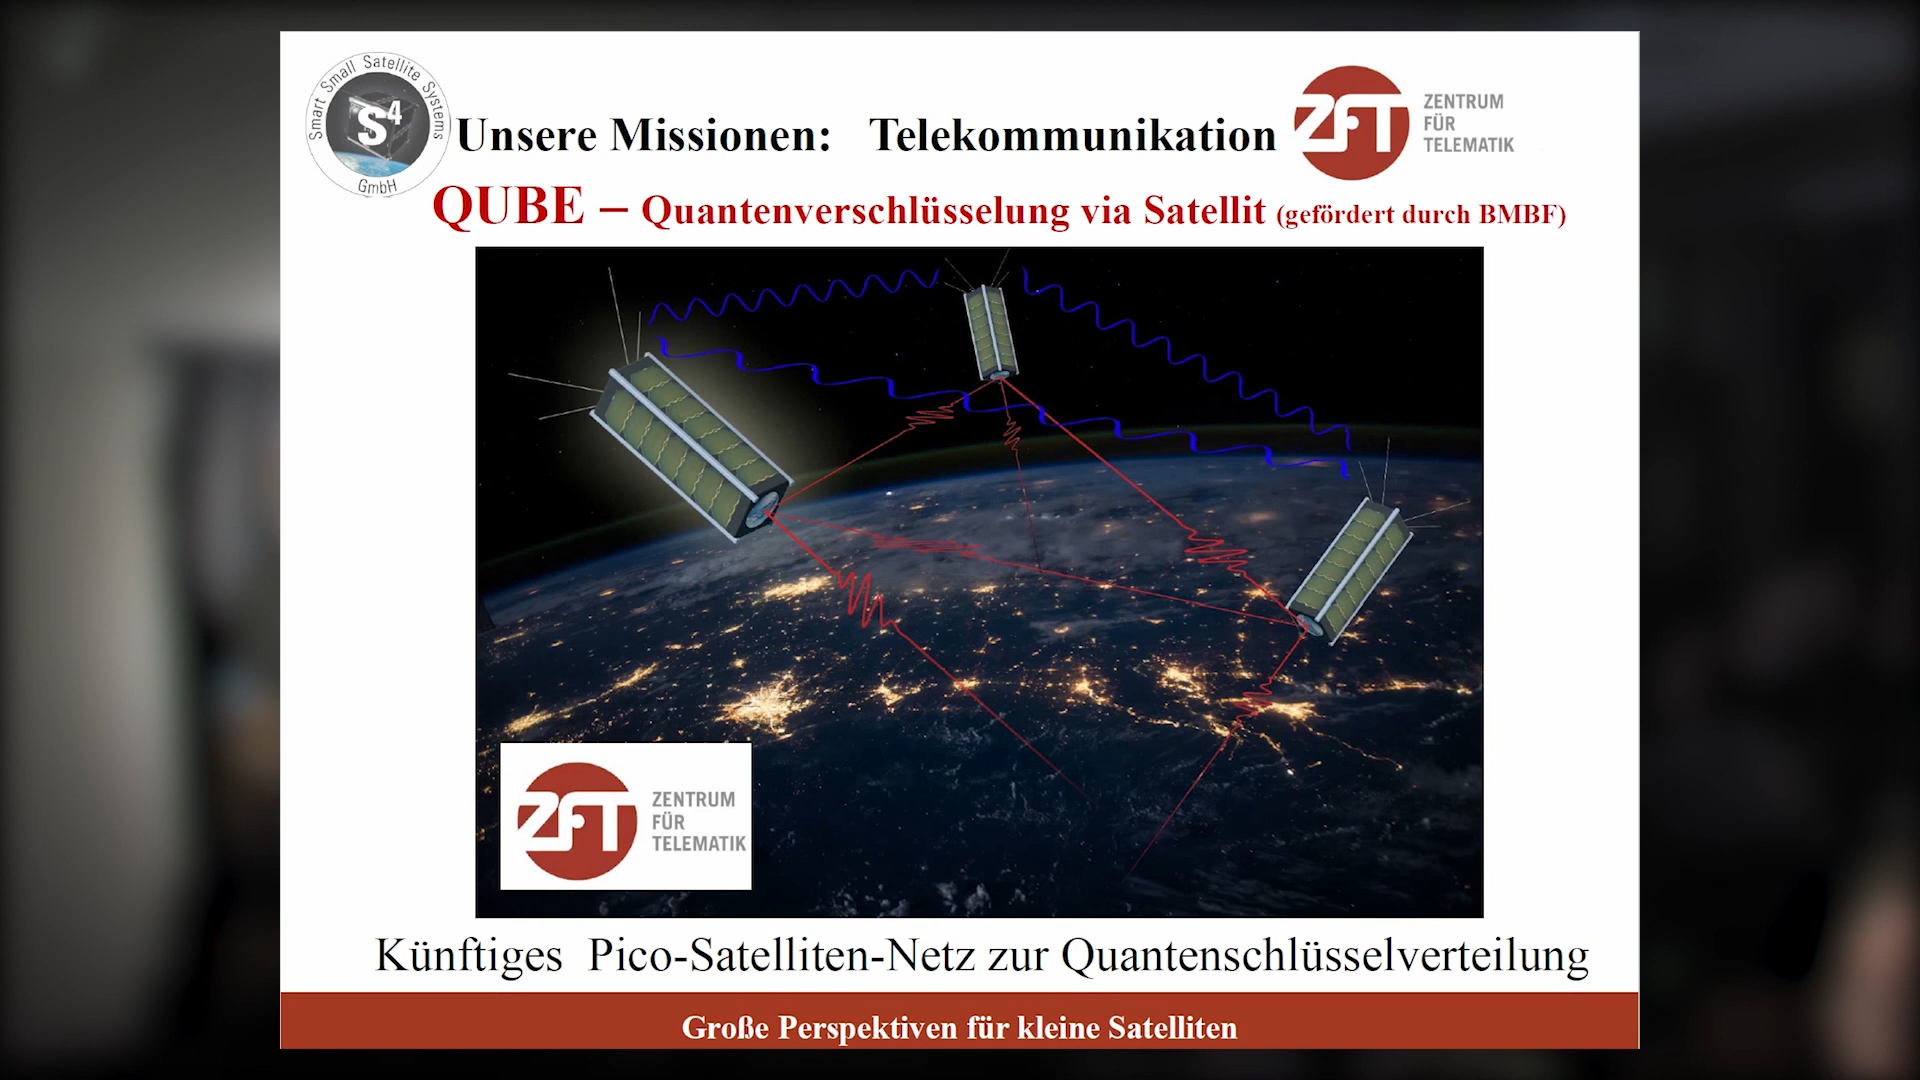 Smart Small Satellite Systems
S4
GmbH
Unsere Missionen: Telekommunikation
ZFT
ZENTRUM
FÜR
TELEMATIK
QUBE – Quantenverschlüsselung via Satellit (gefördert durch BMBF)
ZFT
ZENTRUM
FÜR
TELEMATIK
Künftiges Pico-Satelliten-Netz zur Quantenschlüsselverteilung
Große Perspektiven für kleine Satelliten